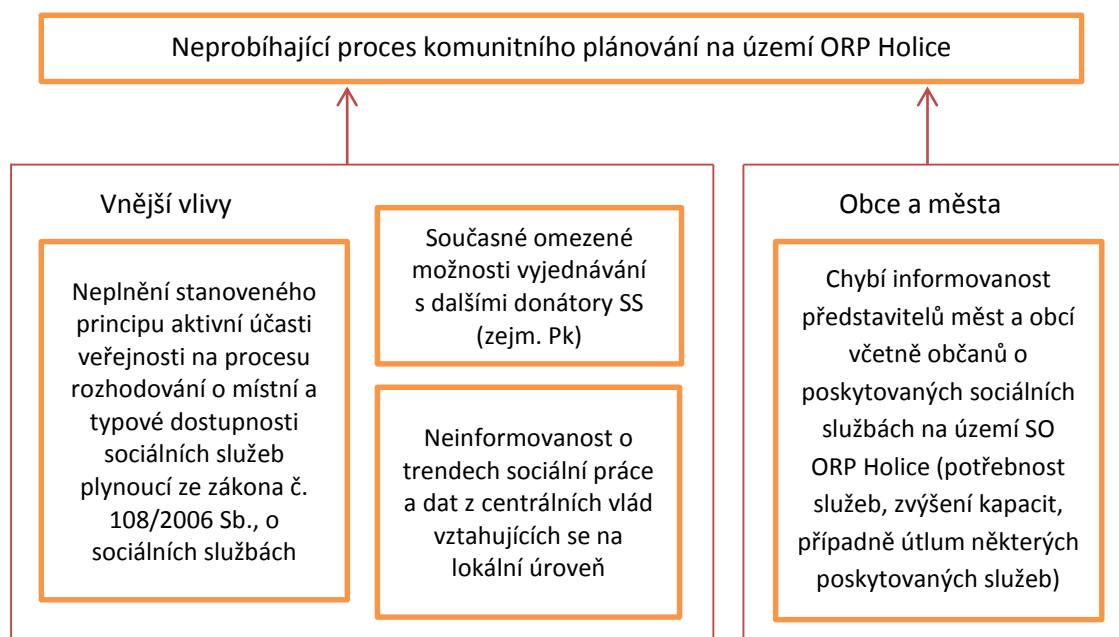 Neprobíhající proces komunitního plánování na území ORP Holice
Vnější vlivy
Neplnění stanoveného
principu aktivní účasti
veřejnosti na procesu
rozhodování o místní a
typové dostupnosti
sociálních služeb
plynoucí ze zákona č.
108/2006 Sb., o
sociálních službách
Současné omezené
možnosti vyjednávání
s dalšími donátory SS
(zejm. Pk)
Neinformovanost o
trendech sociální práce
a dat z centrálních vlád
vztahujících se na
lokální úroveň
Obce a města
Chybí informovanost
představitelů měst a obcí
včetně občanů o
poskytovaných sociálních
službách na území SO
ORP Holice (potřebnost
služeb, zvýšení kapacit,
případně útlum některých
poskytovaných služeb)